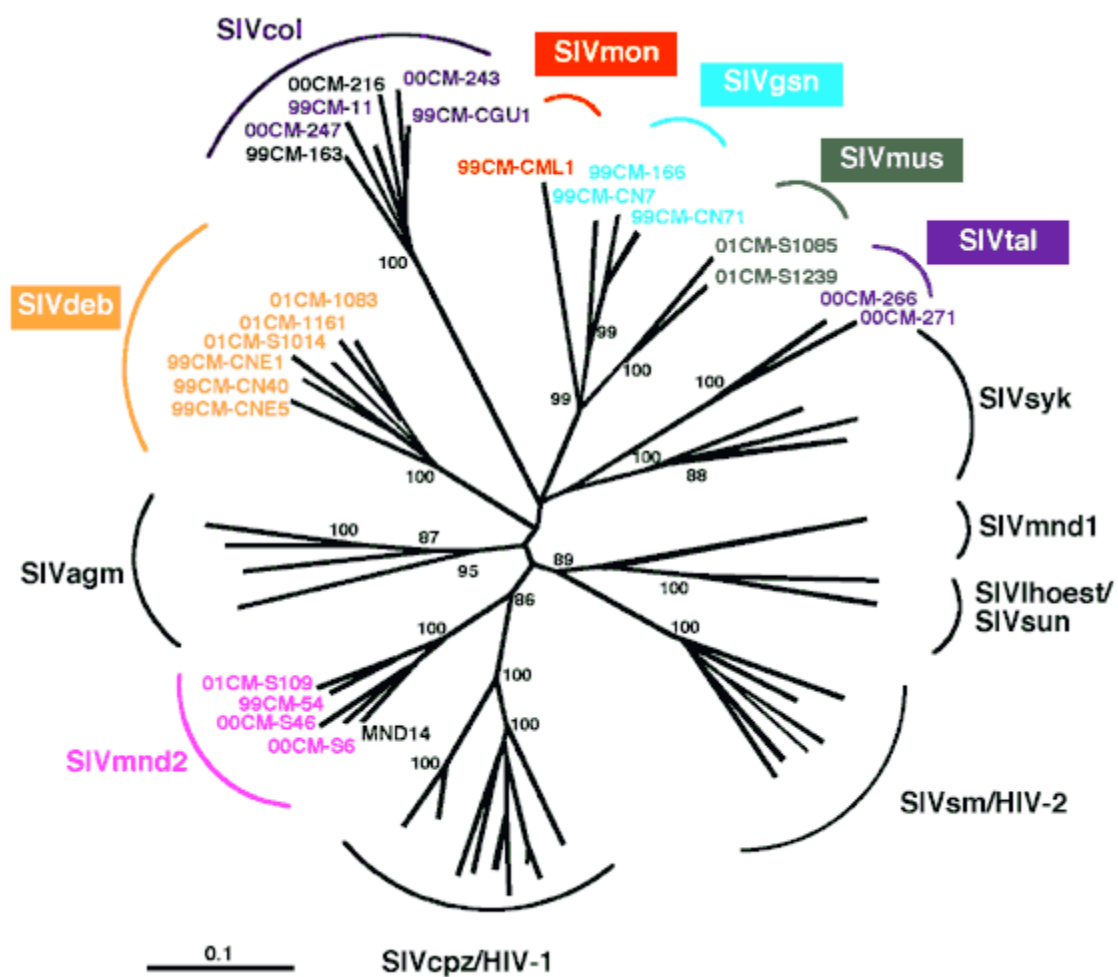 SIVcol
00CM-216
00CM-243
99CM-11
99CM-CGU1
00CM-247
99CM-163
100
SIVmon
99CM-CML1
SIVgsn
99CM-166
99CM-CN7
99CM-CN71
99
99
SIVmus
01CM-S1085
01CM-S1239
100
SIVtal
00CM-266
00CM-271
100
SIVsyk
100
88
SIVdeb
01CM-1083
01CM-1161
01CM-S1014
99CM-CNE1
99CM-CN40
99CM-CNE5
100
SIVmnd1
89
SIVlhoest/
SIVsun
100
SIVagm
100
87
95
86
100
SIVmnd2
01CM-S109
99CM-54
00CM-S46
00CM-S6
MND14
100
100
100
100
SIVsm/HIV-2
SIVcpz/HIV-1
0.1